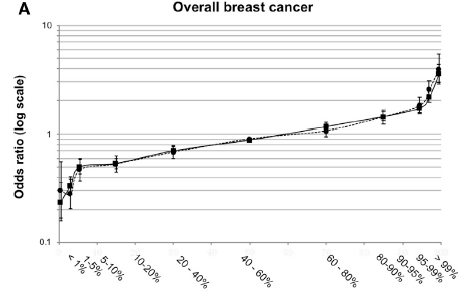 A
Overall breast cancer
Odds ratio (log scale)
10
1
0.1
< 1%
1-5%
5-10%
10-20%
20 - 40%
40 - 60%
60 - 80%
80-90%
90-95%
95-99%
> 99%